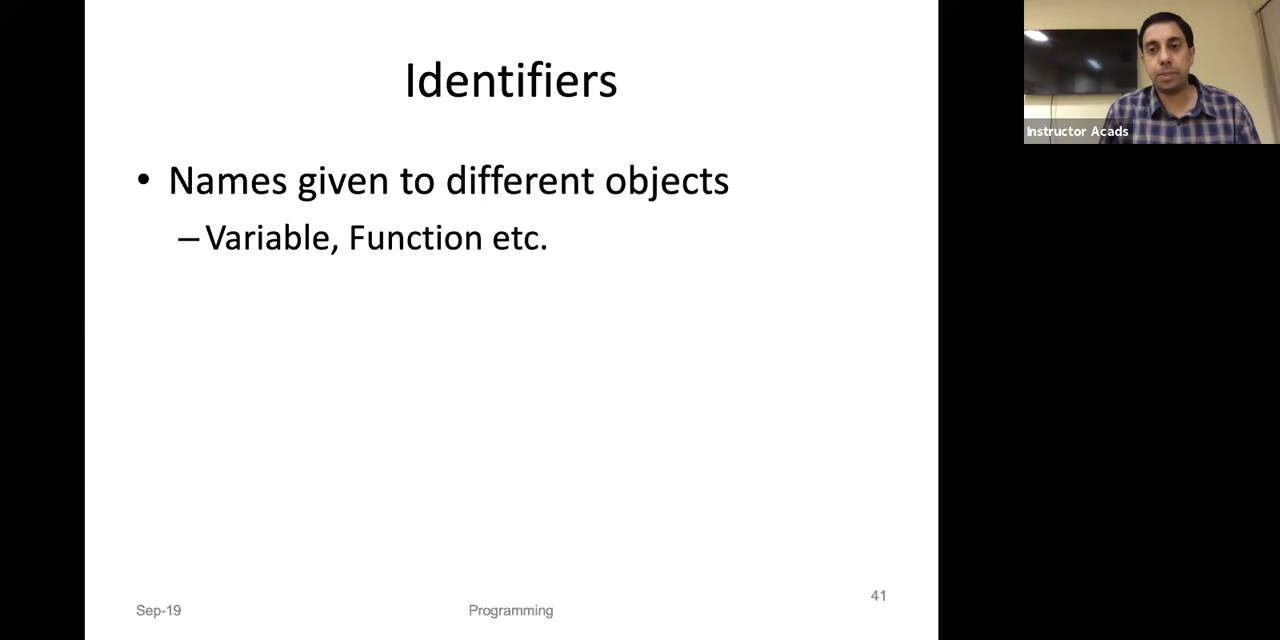 Identifiers
• Names given to different objects
– Variable, Function etc.
Sep-19
Programming
41
Instructor Acads